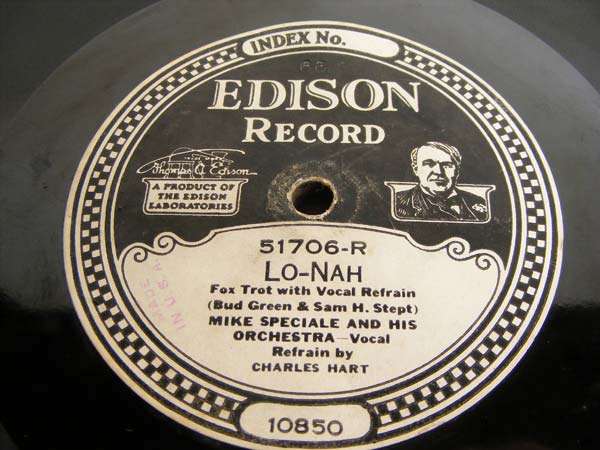 INDEX No.
EDISON
RECORD
Thomas A Edison
A PRODUCT OF
THE EDISON
LABORATORIES
51706-R
LO-NAH
Fox Trot with Vocal Refrain
(Bud Green & Sam H. Stept)
MADE
IN U.S.A.
MIKE SPECIALE AND HIS
ORCHESTRA—Vocal
Refrain by
CHARLES HART
10850